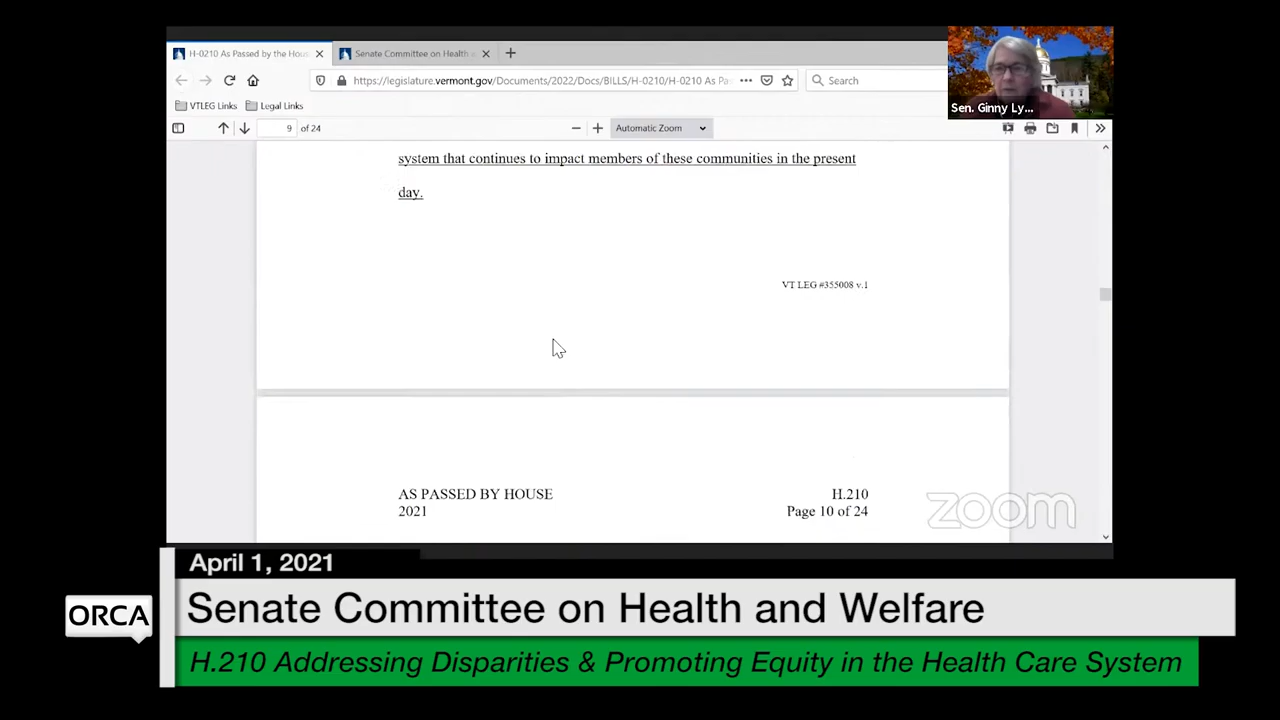 H-0210 As Passed by the Hou
Senate Committee on Health a
https://legislature.vermont.gov/Documents/2022/Docs/BILLS/H-0210/H-0210 As Pa
Search
VTLEG Links
Legal Links
9 of 24
Automatic Zoom
Sen. Ginny Ly...
system that continues to impact members of these communities in the present
day.
VT LEG #355008 v.1
AS PASSED BY HOUSE H.210
2021 Page 10 of 24
zoom
April 1, 2021
ORCA
Senate Committee on Health and Welfare
H.210 Addressing Disparities & Promoting Equity in the Health Care System